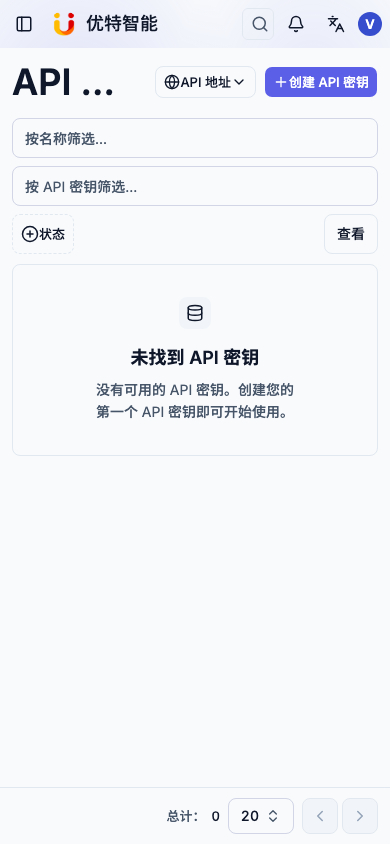 优特智能
V
API ...
API 地址
创建 API 密钥
按名称筛选...
按 API 密钥筛选...
状态
查看
未找到 API 密钥
没有可用的 API 密钥。创建您的
第一个 API 密钥即可开始使用。
总计： 0
20